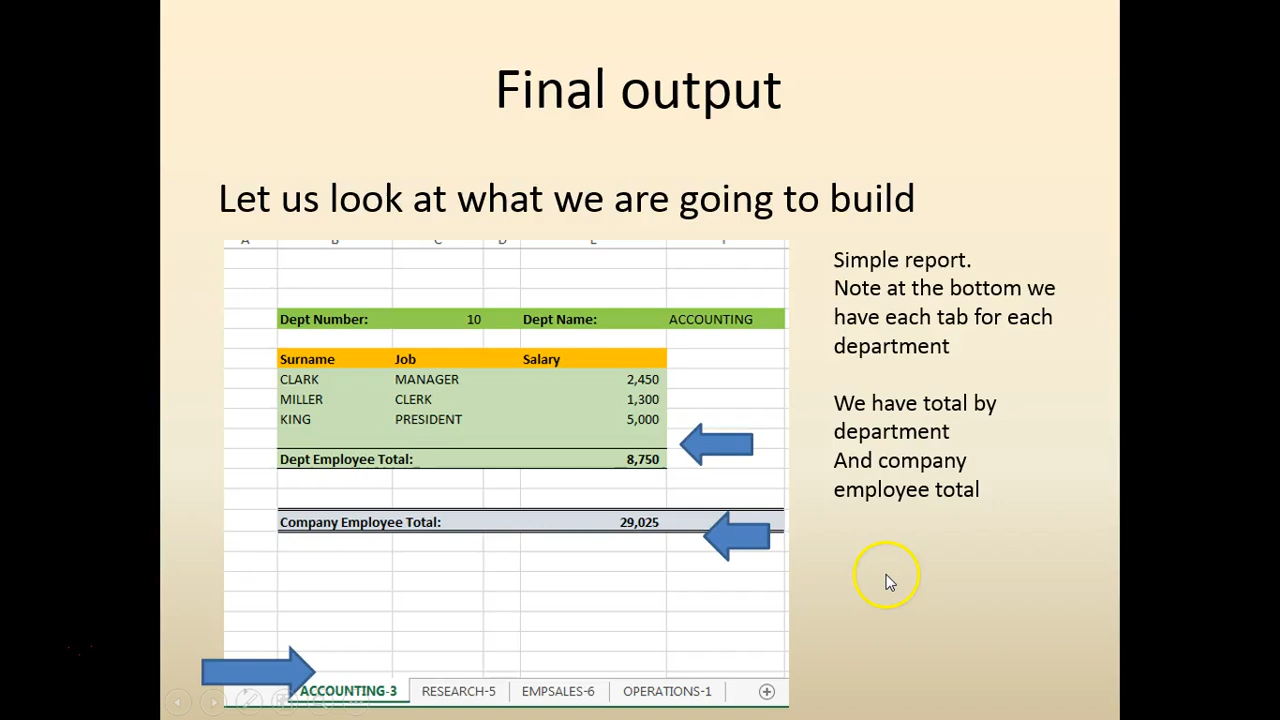 Final output
Let us look at what we are going to build
Simple report.
Note at the bottom we
have each tab for each
department
We have total by
department
And company
employee total
A B C D E F
Dept Number: 10 Dept Name: ACCOUNTING
Surname Job Salary
CLARK MANAGER 2,450
MILLER CLERK 1,300
KING PRESIDENT 5,000
Dept Employee Total: 8,750
Company Employee Total: 29,025
ACCOUNTING-3 RESEARCH-5 EMPSALES-6 OPERATIONS-1